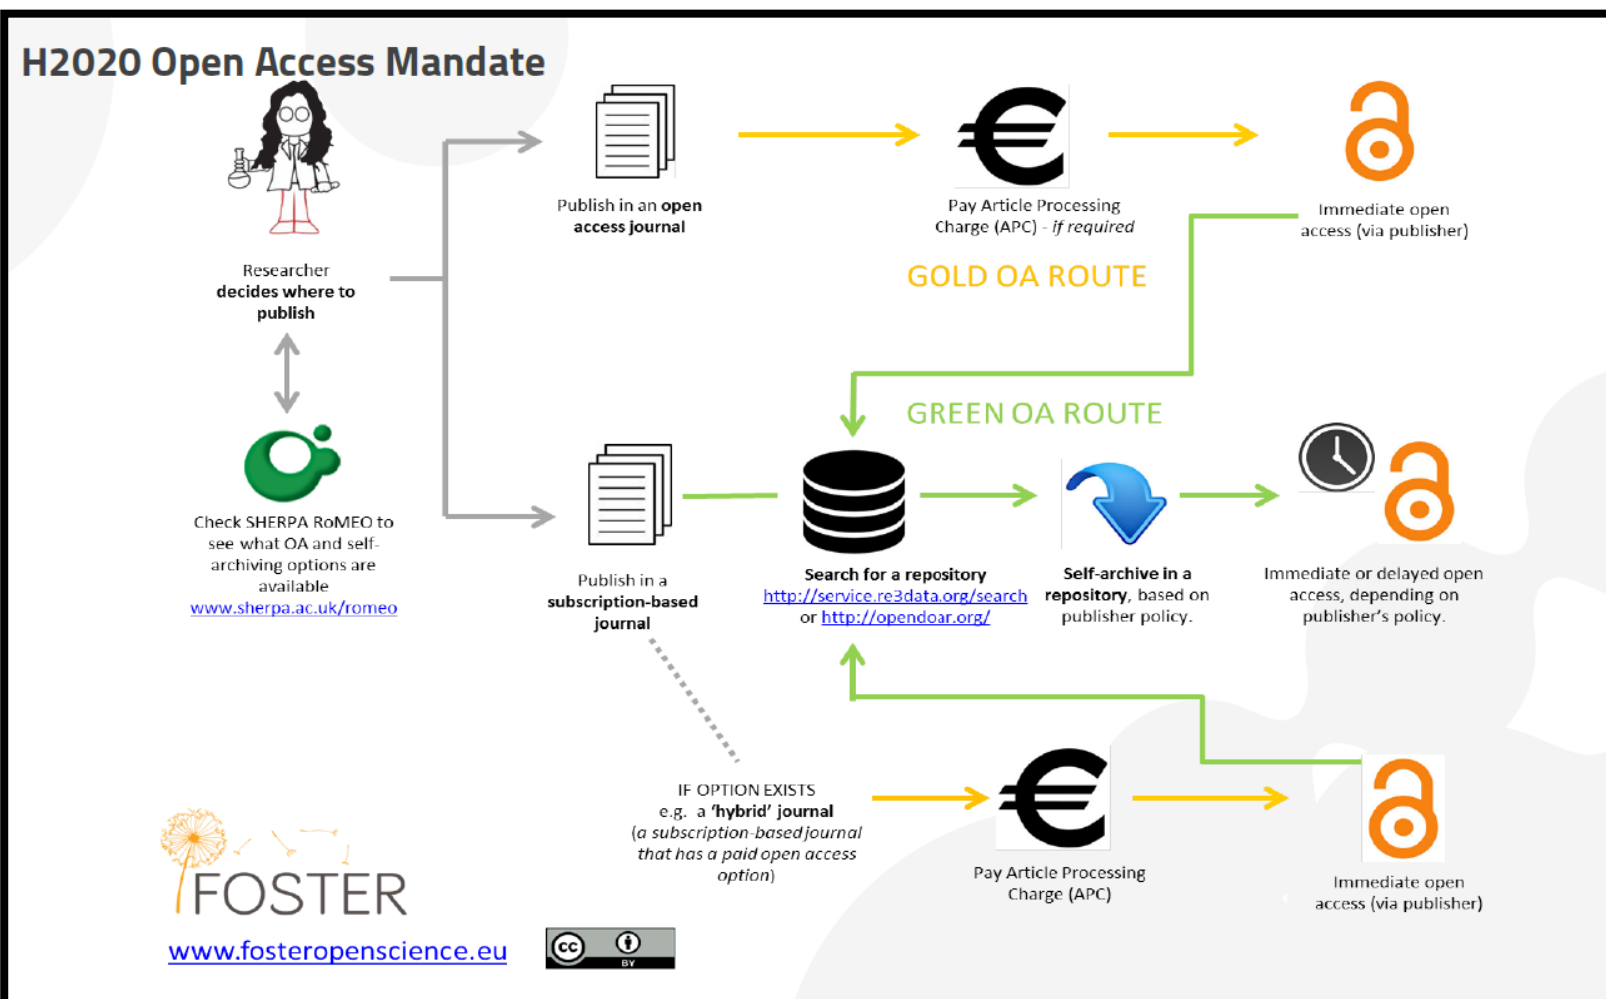 H2020 Open Access Mandate
Publish in an open
access journal
Pay Article Processing
Charge (APC) - if required
Immediate open
access (via publisher)
GOLD OA ROUTE
Researcher
decides where to
publish
GREEN OA ROUTE
Check SHERPA RoMEO to
see what OA and self-
archiving options are
available
www.sherpa.ac.uk/romeo
Publish in a
subscription-based
journal
Search for a repository
http://service.re3data.org/search
or http://opendoar.org/
Self-archive in a
repository, based on
publisher policy.
Immediate or delayed open
access, depending on
publisher's policy.
IF OPTION EXISTS
e.g. a 'hybrid' journal
(a subscription-based journal
that has a paid open access
option)
Pay Article Processing
Charge (APC)
Immediate open
access (via publisher)
FOSTER
www.fosteropenscience.eu
cc
BY